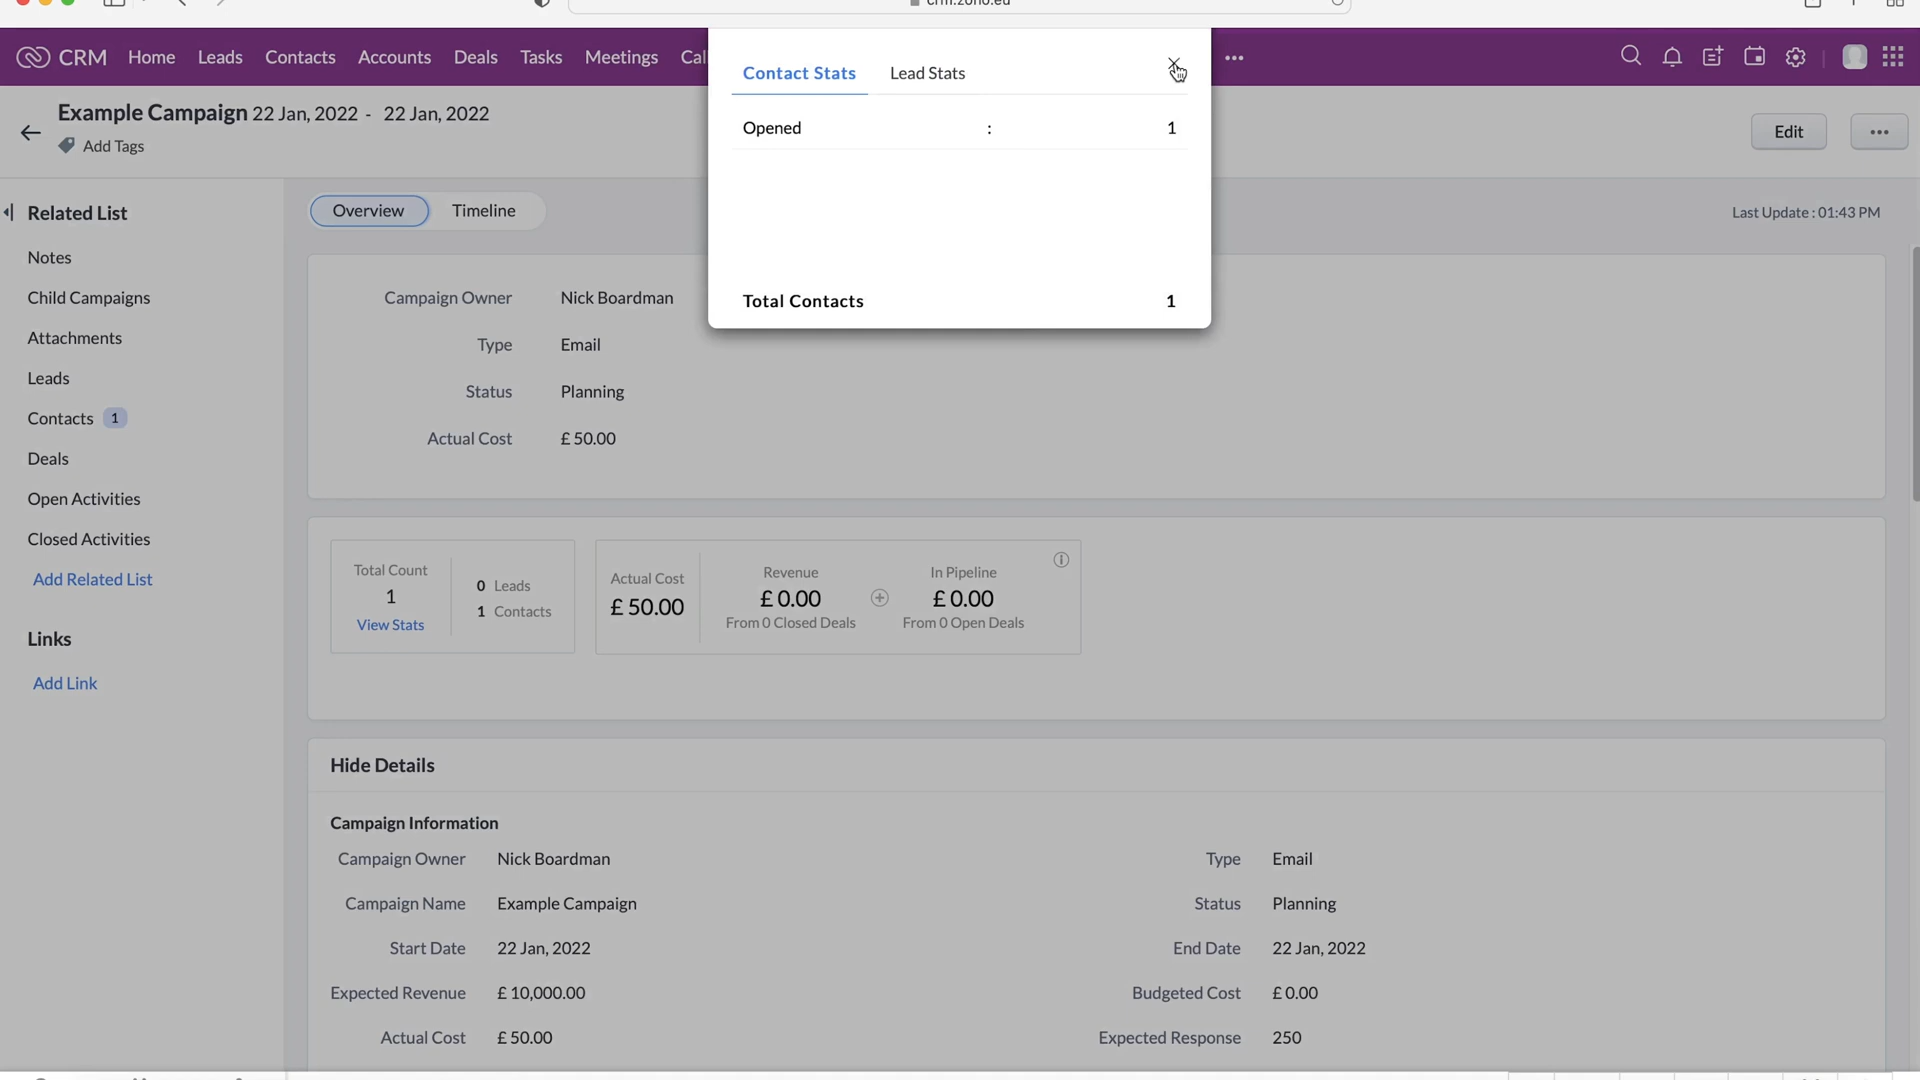 CRM Home Leads Contacts Accounts Deals Tasks Meetings
Contact Stats Lead Stats
Opened : 1
Total Contacts 1
Example Campaign 22 Jan, 2022 - 22 Jan, 2022
Add Tags
Edit
Related List
Notes
Child Campaigns
Attachments
Leads
Contacts 1
Deals
Open Activities
Closed Activities
Add Related List
Links
Add Link
Overview Timeline
Last Update : 01:43 PM
Campaign Owner Nick Boardman
Type Email
Status Planning
Actual Cost £ 50.00
Total Count
1
View Stats
0 Leads
1 Contacts
Actual Cost
£ 50.00
Revenue
£ 0.00
From 0 Closed Deals
In Pipeline
£ 0.00
From 0 Open Deals
Hide Details
Campaign Information
Campaign Owner Nick Boardman Type Email
Campaign Name Example Campaign Status Planning
Start Date 22 Jan, 2022 End Date 22 Jan, 2022
Expected Revenue £ 10,000.00 Budgeted Cost £ 0.00
Actual Cost £ 50.00 Expected Response 250